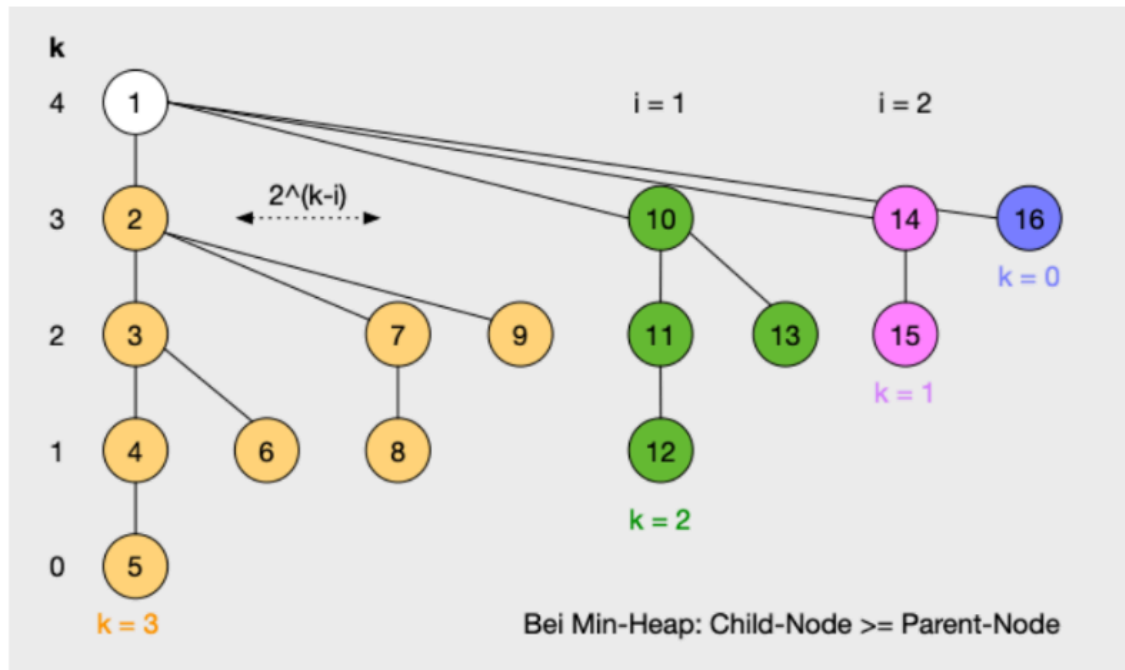 k
4 1 i = 1 i = 2
2^(k-i)
3 2 10 14 16
k = 0
2 3 7 9 11 13 15
k = 1
1 4 6 8 12
k = 2
0 5
k = 3 Bei Min-Heap: Child-Node >= Parent-Node